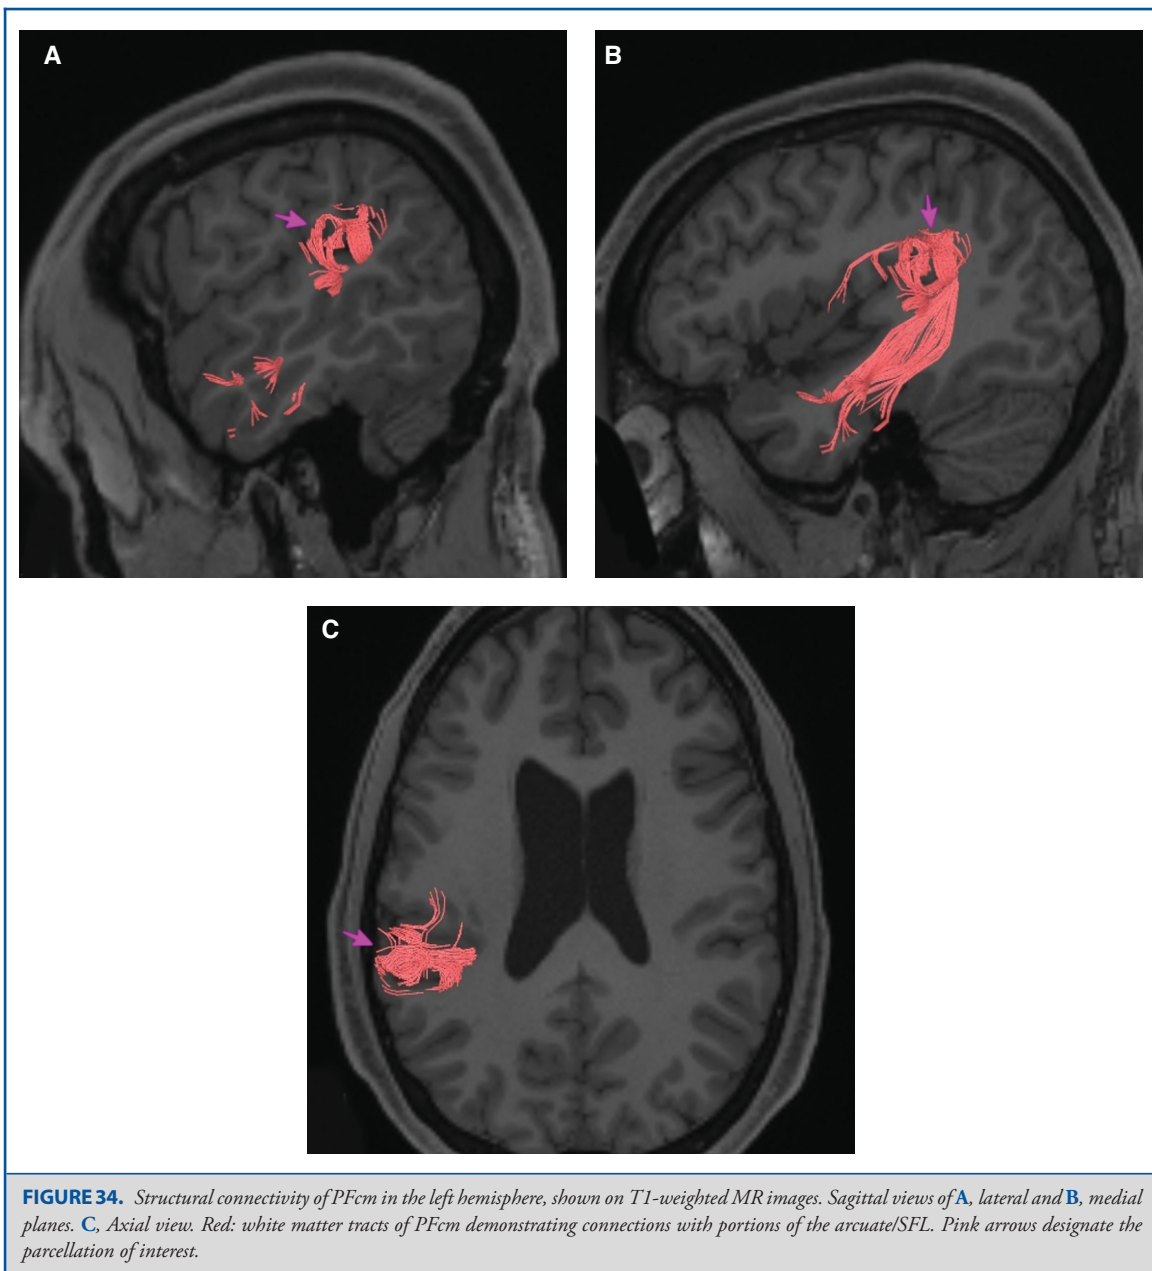 A
B
C
FIGURE 34. Structural connectivity of PFcm in the left hemisphere, shown on T1-weighted MR images. Sagittal views of A, lateral and B, medial
planes. C, Axial view. Red: white matter tracts of PFcm demonstrating connections with portions of the arcuate/SFL. Pink arrows designate the
parcellation of interest.